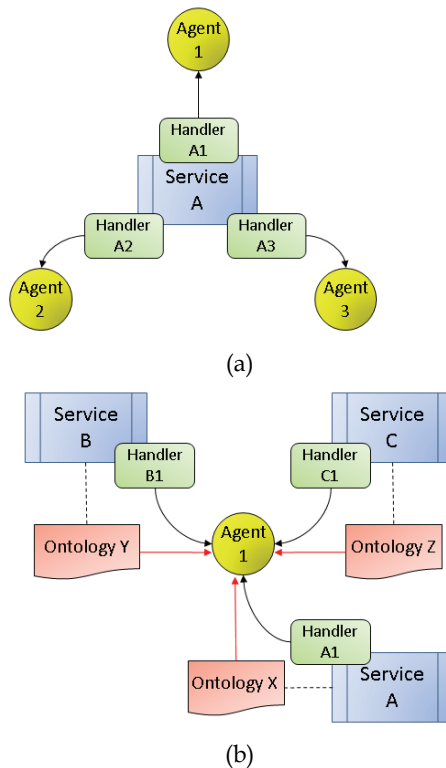 Agent
1
Handler
A1
Service
A
Handler
A2
Handler
A3
Agent
2
Agent
3
(a)
Service
B
Service
C
Handler
B1
Handler
C1
Agent
1
Ontology Y
Ontology Z
Handler
A1
Ontology X
Service
A
(b)